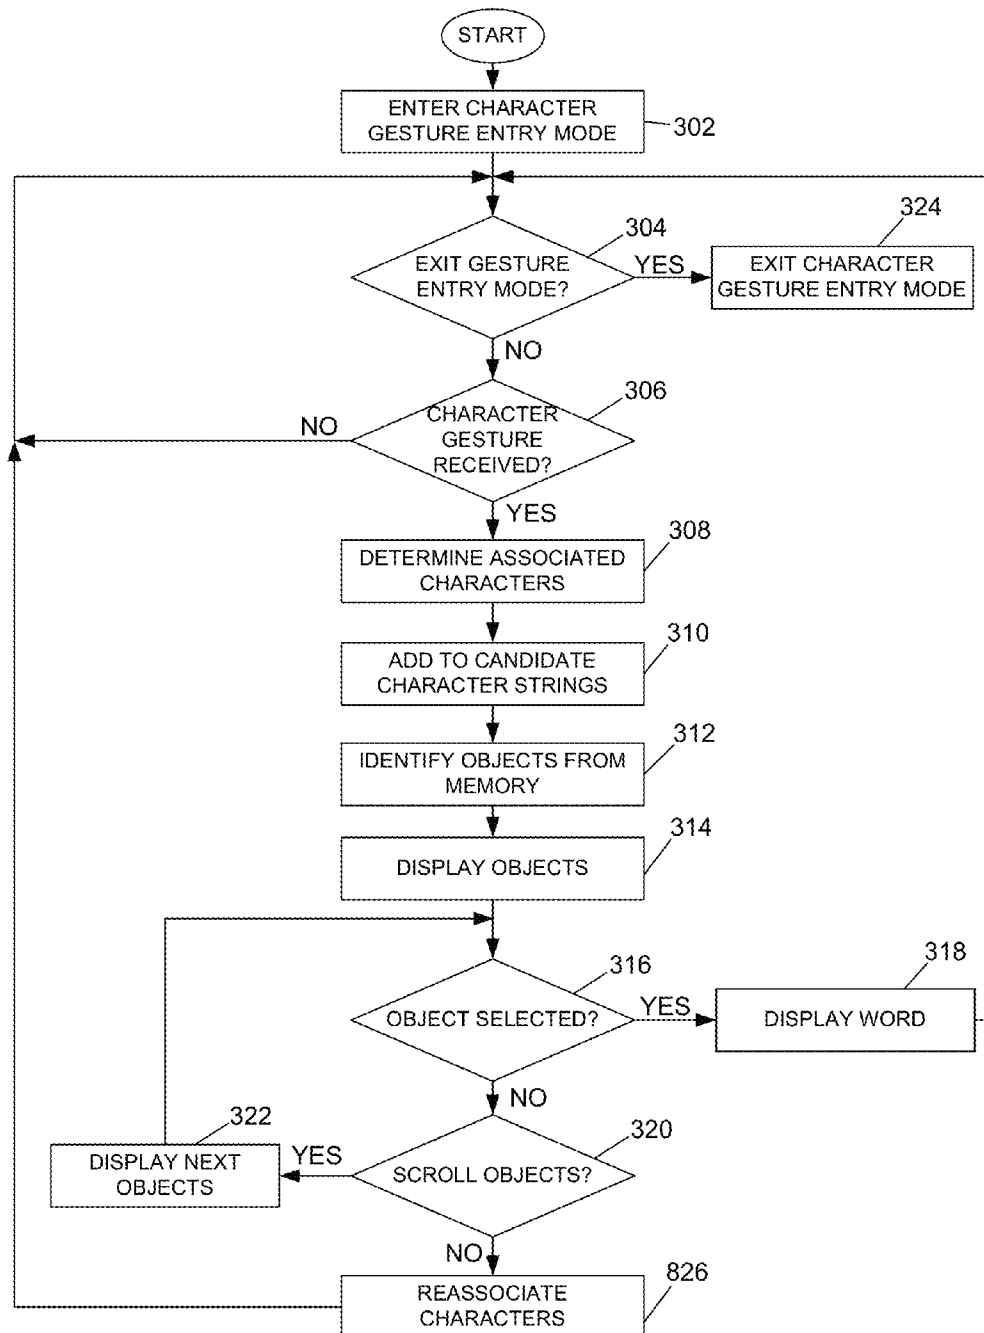 START
ENTER CHARACTER
GESTURE ENTRY MODE
302
304
324
EXIT GESTURE
ENTRY MODE?
YES
EXIT CHARACTER
GESTURE ENTRY MODE
NO
306
NO
CHARACTER
GESTURE
RECEIVED?
YES
308
DETERMINE ASSOCIATED
CHARACTERS
310
ADD TO CANDIDATE
CHARACTER STRINGS
312
IDENTIFY OBJECTS FROM
MEMORY
314
DISPLAY OBJECTS
316
318
OBJECT SELECTED?
YES
DISPLAY WORD
NO
322
320
DISPLAY NEXT
OBJECTS
YES
SCROLL OBJECTS?
NO
826
REASSOCIATE
CHARACTERS